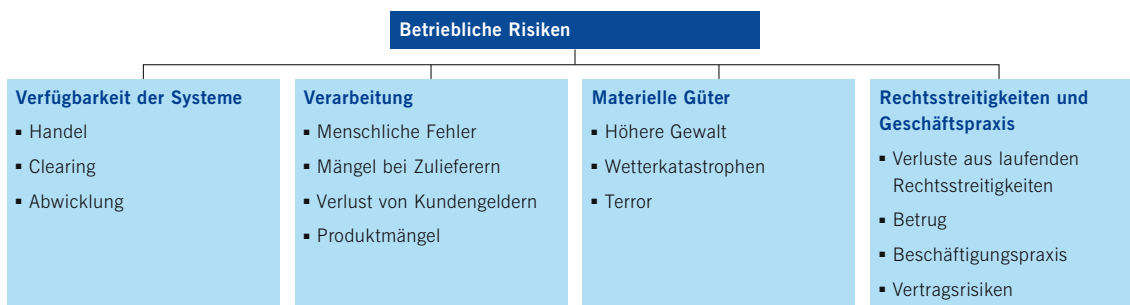 Betriebliche Risiken
Verfügbarkeit der Systeme
▪ Handel
▪ Clearing
▪ Abwicklung
Verarbeitung
▪ Menschliche Fehler
▪ Mängel bei Zulieferern
▪ Verlust von Kundengeldern
▪ Produktmängel
Materielle Güter
▪ Höhere Gewalt
▪ Wetterkatastrophen
▪ Terror
Rechtsstreitigkeiten und
Geschäftspraxis
▪ Verluste aus laufenden
Rechtsstreitigkeiten
▪ Betrug
▪ Beschäftigungspraxis
▪ Vertragsrisiken